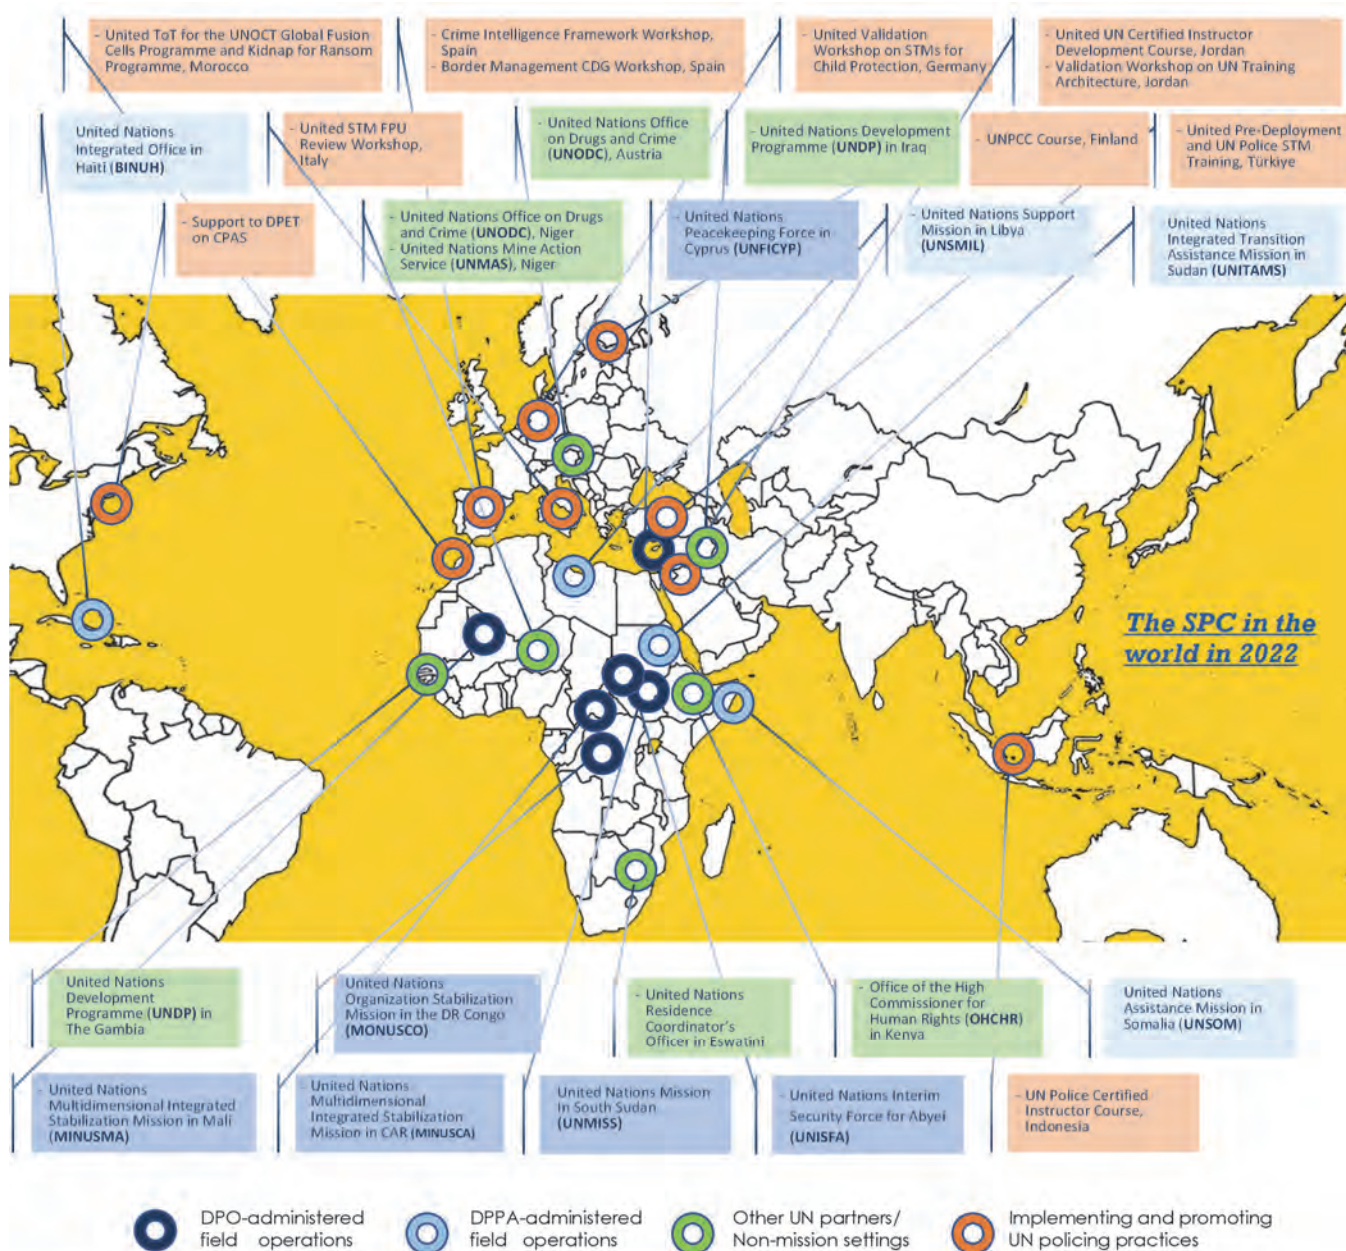 - United ToT for the UNOCT Global Fusion
Cells Programme and Kidnap for Ransom
Programme, Morocco
- Crime Intelligence Framework Workshop,
Spain
- Border Management CDG Workshop, Spain
- United Validation
Workshop on STMs for
Child Protection, Germany
- United UN Certified Instructor
Development Course, Jordan
- Validation Workshop on UN Training
Architecture, Jordan
United Nations
Integrated Office in
Haiti (BINUH)
- United STM FPU
Review Workshop,
Italy
- United Nations Office
on Drugs and Crime
(UNODC), Austria
- United Nations Development
Programme (UNDP) in Iraq
- UNPCC Course, Finland
- United Pre-Deployment
and UN Police STM
Training, Türkiye
- Support to DPET
on CPAS
- United Nations Office on Drugs
and Crime (UNODC), Niger
- United Nations Mine Action
Service (UNMAS), Niger
- United Nations
Peacekeeping Force in
Cyprus (UNFICYP)
- United Nations Support
Mission in Libya
(UNSMIL)
United Nations
Integrated Transition
Assistance Mission in
Sudan (UNITAMS)
The SPC in the
world in 2022
United Nations
Development
Programme (UNDP) in
The Gambia
United Nations
Organization Stabilization
Mission in the DR Congo
(MONUSCO)
- United Nations
Residence
Coordinator's
Officer in Eswatini
- Office of the High
Commissioner for
Human Rights (OHCHR)
in Kenya
United Nations
Assistance Mission in
Somalia (UNSOM)
- United Nations
Multidimensional Integrated
Stabilization Mission in Mali
(MINUSMA)
- United Nations
Multidimensional
Integrated Stabilization
Mission in CAR (MINUSCA)
United Nations Mission
in South Sudan
(UNMISS)
- United Nations Interim
Security Force for Abyei
(UNISFA)
- UN Police Certified
Instructor Course,
Indonesia
DPO-administered
field operations
DPPA-administered
field operations
Other UN partners/
Non-mission settings
Implementing and promoting
UN policing practices